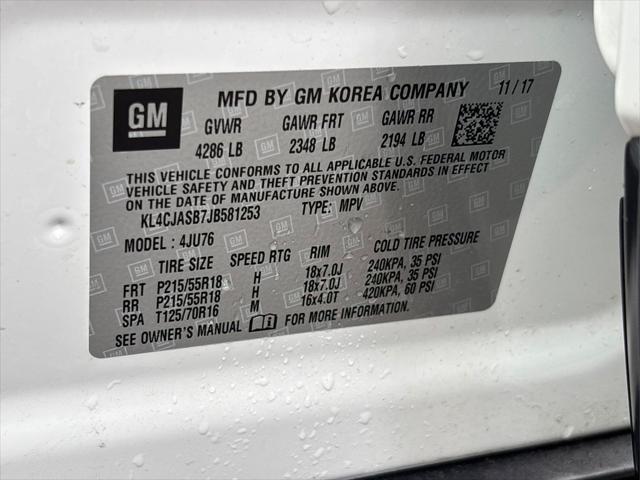 GM
MFD BY GM KOREA COMPANY 11/17
GVWR GAWR FRT GAWR RR
4286 LB 2348 LB 2194 LB
THIS VEHICLE CONFORMS TO ALL APPLICABLE U.S. FEDERAL MOTOR
VEHICLE SAFETY AND THEFT PREVENTION STANDARDS IN EFFECT
ON THE DATE OF MANUFACTURE SHOWN ABOVE.
KL4CJASB7JB581253 TYPE: MPV
MODEL : 4JU76
TIRE SIZE SPEED RTG RIM COLD TIRE PRESSURE
FRT P215/55R18 H 18x7.0J 240KPA, 35 PSI
RR P215/55R18 H 18x7.0J 240KPA, 35 PSI
SPA T125/70R16 M 16x4.0T 420KPA, 60 PSI
SEE OWNER'S MANUAL FOR MORE INFORMATION.